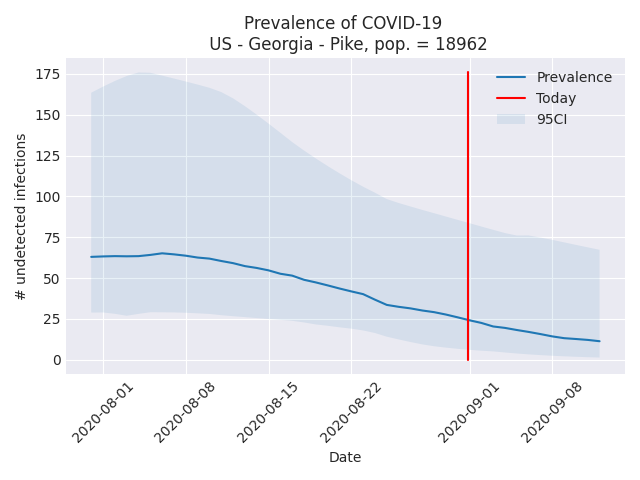 Prevalence of COVID-19
US - Georgia - Pike, pop. = 18962
Prevalence
Today
95CI
175
150
125
100
75
50
25
0
# undetected infections
2020-08-01
2020-08-08
2020-08-15
2020-08-22
2020-09-01
2020-09-08
Date